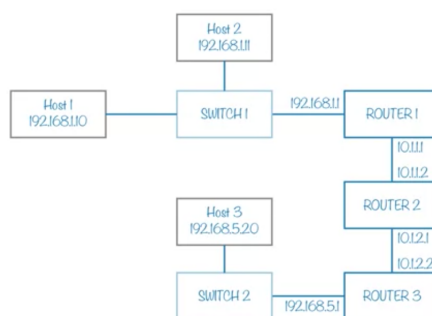 Host 2
192.168.1.11
Host 1
192.168.1.10
SWITCH 1
192.168.1.1
ROUTER 1
10.1.1.1
10.1.1.2
ROUTER 2
Host 3
192.168.5.20
10.1.2.1
10.1.2.2
SWITCH 2
192.168.5.1
ROUTER 3